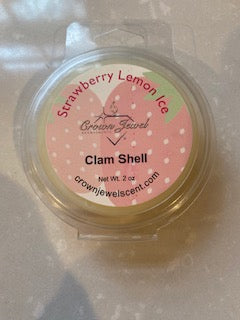 Strawberry Lemon Ice
Crown Jewel
Clam Shell
Net Wt. 2 oz
crownjewelscent.com